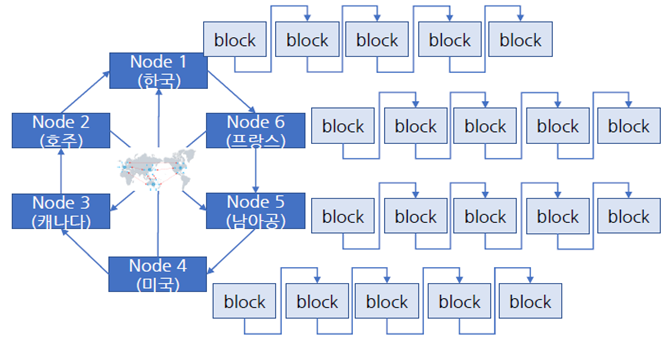 block block block block block
Node 1
(한국)
Node 2
(호주)
Node 6
(프랑스)
block block block block block
Node 3
(캐나다)
Node 5
(남아공)
block block block block block
Node 4
(미국)
block block block block block